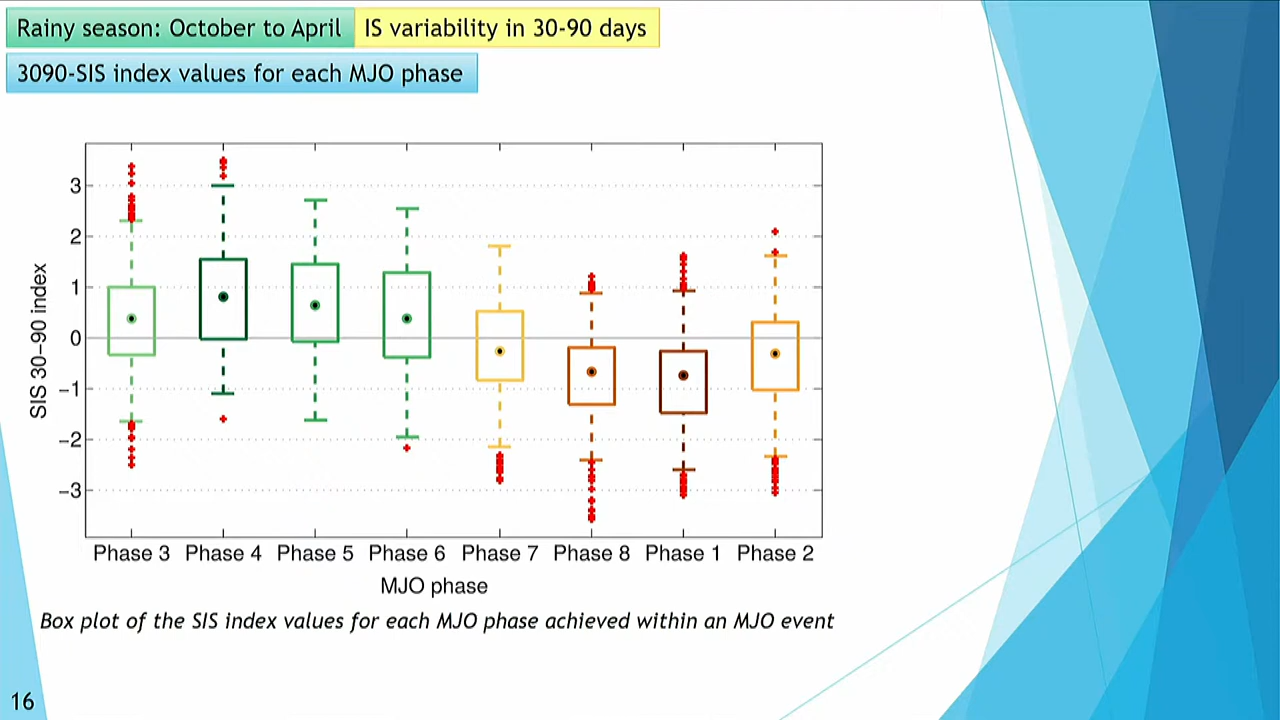 Rainy season: October to April IS variability in 30-90 days
3090-SIS index values for each MJO phase
SIS 30–90 index
3
2
1
0
−1
−2
−3
Phase 3 Phase 4 Phase 5 Phase 6 Phase 7 Phase 8 Phase 1 Phase 2
MJO phase
Box plot of the SIS index values for each MJO phase achieved within an MJO event
16